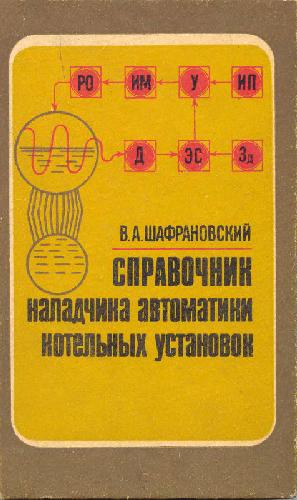 РО ИМ У ИП
Д ЭС Зд
В.А.ШАФРАНОВСКИЙ
СПРАВОЧНИК
НАЛАДЧИКА АВТОМАТИКИ
КОТЕЛЬНЫХ УСТАНОВОК